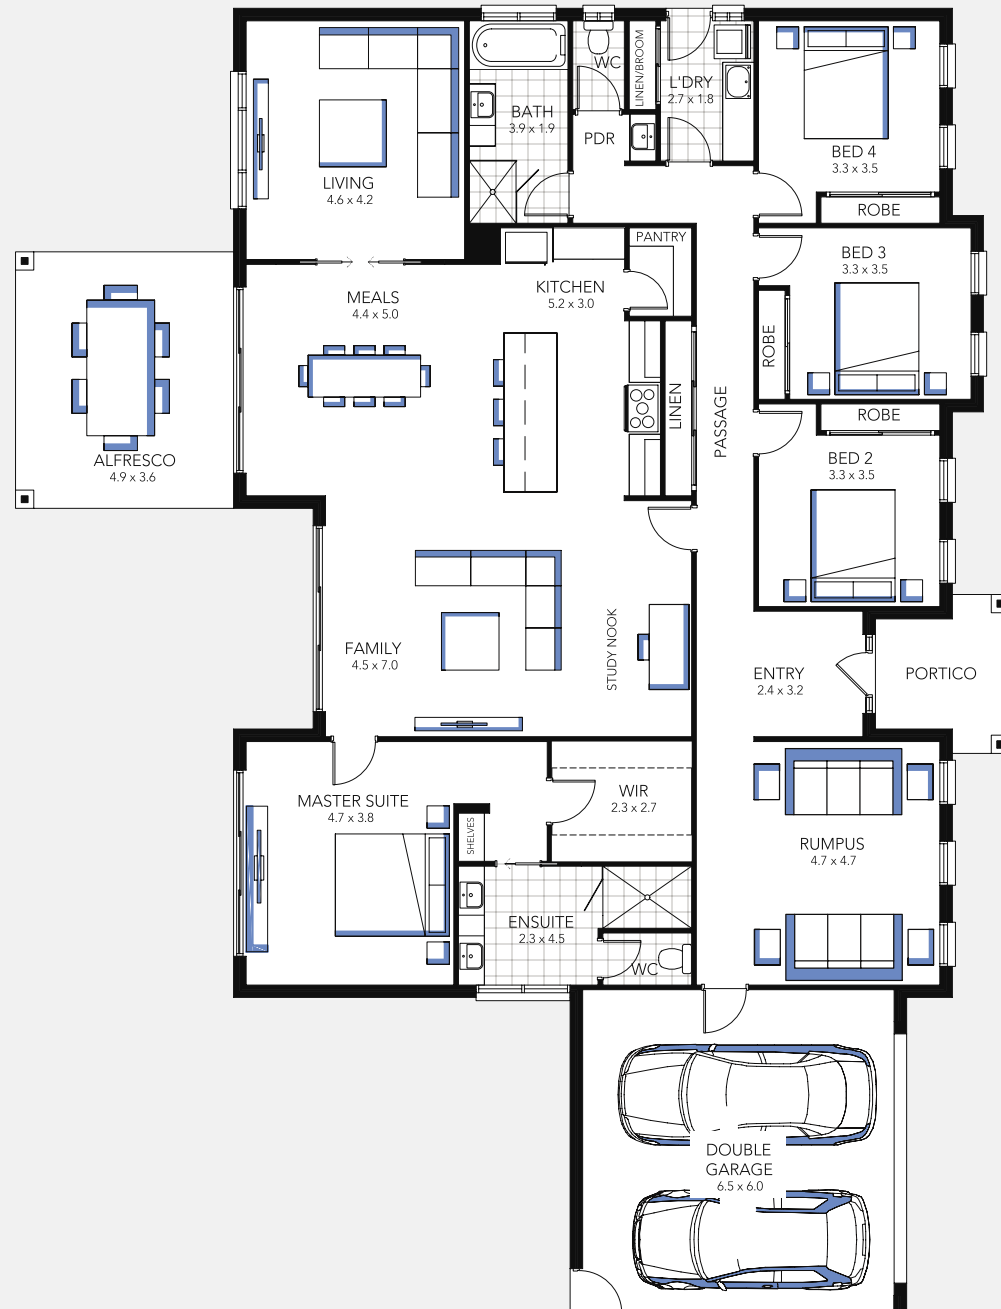 WC
LINEN/BROOM
L'DRY
2.7 x 1.8
BATH
3.9 x 1.9
PDR
BED 4
3.3 x 3.5
LIVING
4.6 x 4.2
ROBE
PANTRY
BED 3
3.3 x 3.5
KITCHEN
5.2 x 3.0
MEALS
4.4 x 5.0
ROBE
LINEN
PASSAGE
ROBE
ALFRESCO
4.9 x 3.6
BED 2
3.3 x 3.5
FAMILY
4.5 x 7.0
STUDY NOOK
ENTRY
2.4 x 3.2
PORTICO
MASTER SUITE
4.7 x 3.8
WIR
2.3 x 2.7
SHELVES
RUMPUS
4.7 x 4.7
ENSUITE
2.3 x 4.5
WC
DOUBLE
GARAGE
6.5 x 6.0